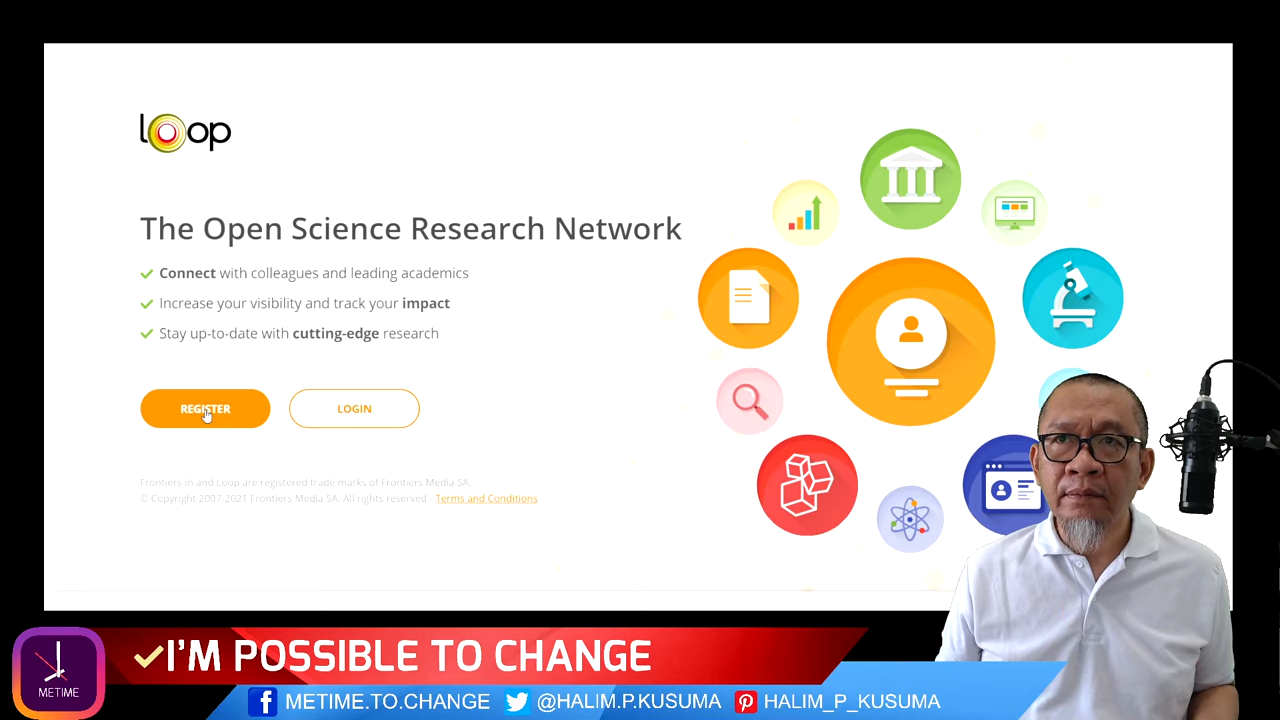 loop
The Open Science Research Network
Connect with colleagues and leading academics
Increase your visibility and track your impact
Stay up-to-date with cutting-edge research
REGISTER
LOGIN
Frontiers in and Loop are registered trade marks of Frontiers Media SA.
© Copyright 2007-2021 Frontiers Media SA. All rights reserved - Terms and Conditions
I'M POSSIBLE TO CHANGE
METIME
METIME.TO.CHANGE @HALIM.P.KUSUMA HALIM_P_KUSUMA